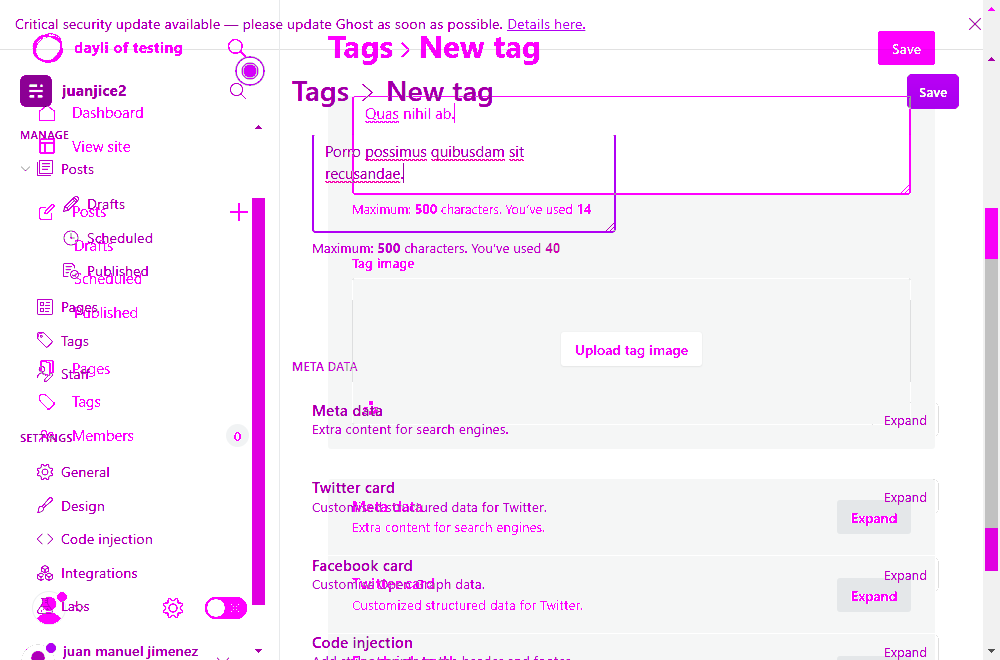 Critical security update available — please update Ghost as soon as possible. Details here.
dayli of testing
Tags › New tag
Save
juanjice2
Tags > New tag
Save
Dashboard
Quas nihil ab.
MANAGE
View site
Porro possimus quibusdam sit
Posts
recusandae.
Drafts
Posts
Maximum: 500 characters. You've used 14
Scheduled
Drafts
Maximum: 500 characters. You've used 40
Tag image
Published
Scheduled
Pages
Published
Tags
Upload tag image
Staff
Pages
META DATA
Tags
Meta data
Expand
Extra content for search engines.
SETTINGS
Members
0
General
Twitter card
Expand
Design
Customised structured data for Twitter.
Meta data
Expand
Extra content for search engines.
Code injection
Facebook card
Integrations
Expand
Customise Open Graph data.
Twitter card
Expand
Labs
Customized structured data for Twitter.
Code injection
juan manuel jimenez
Expand